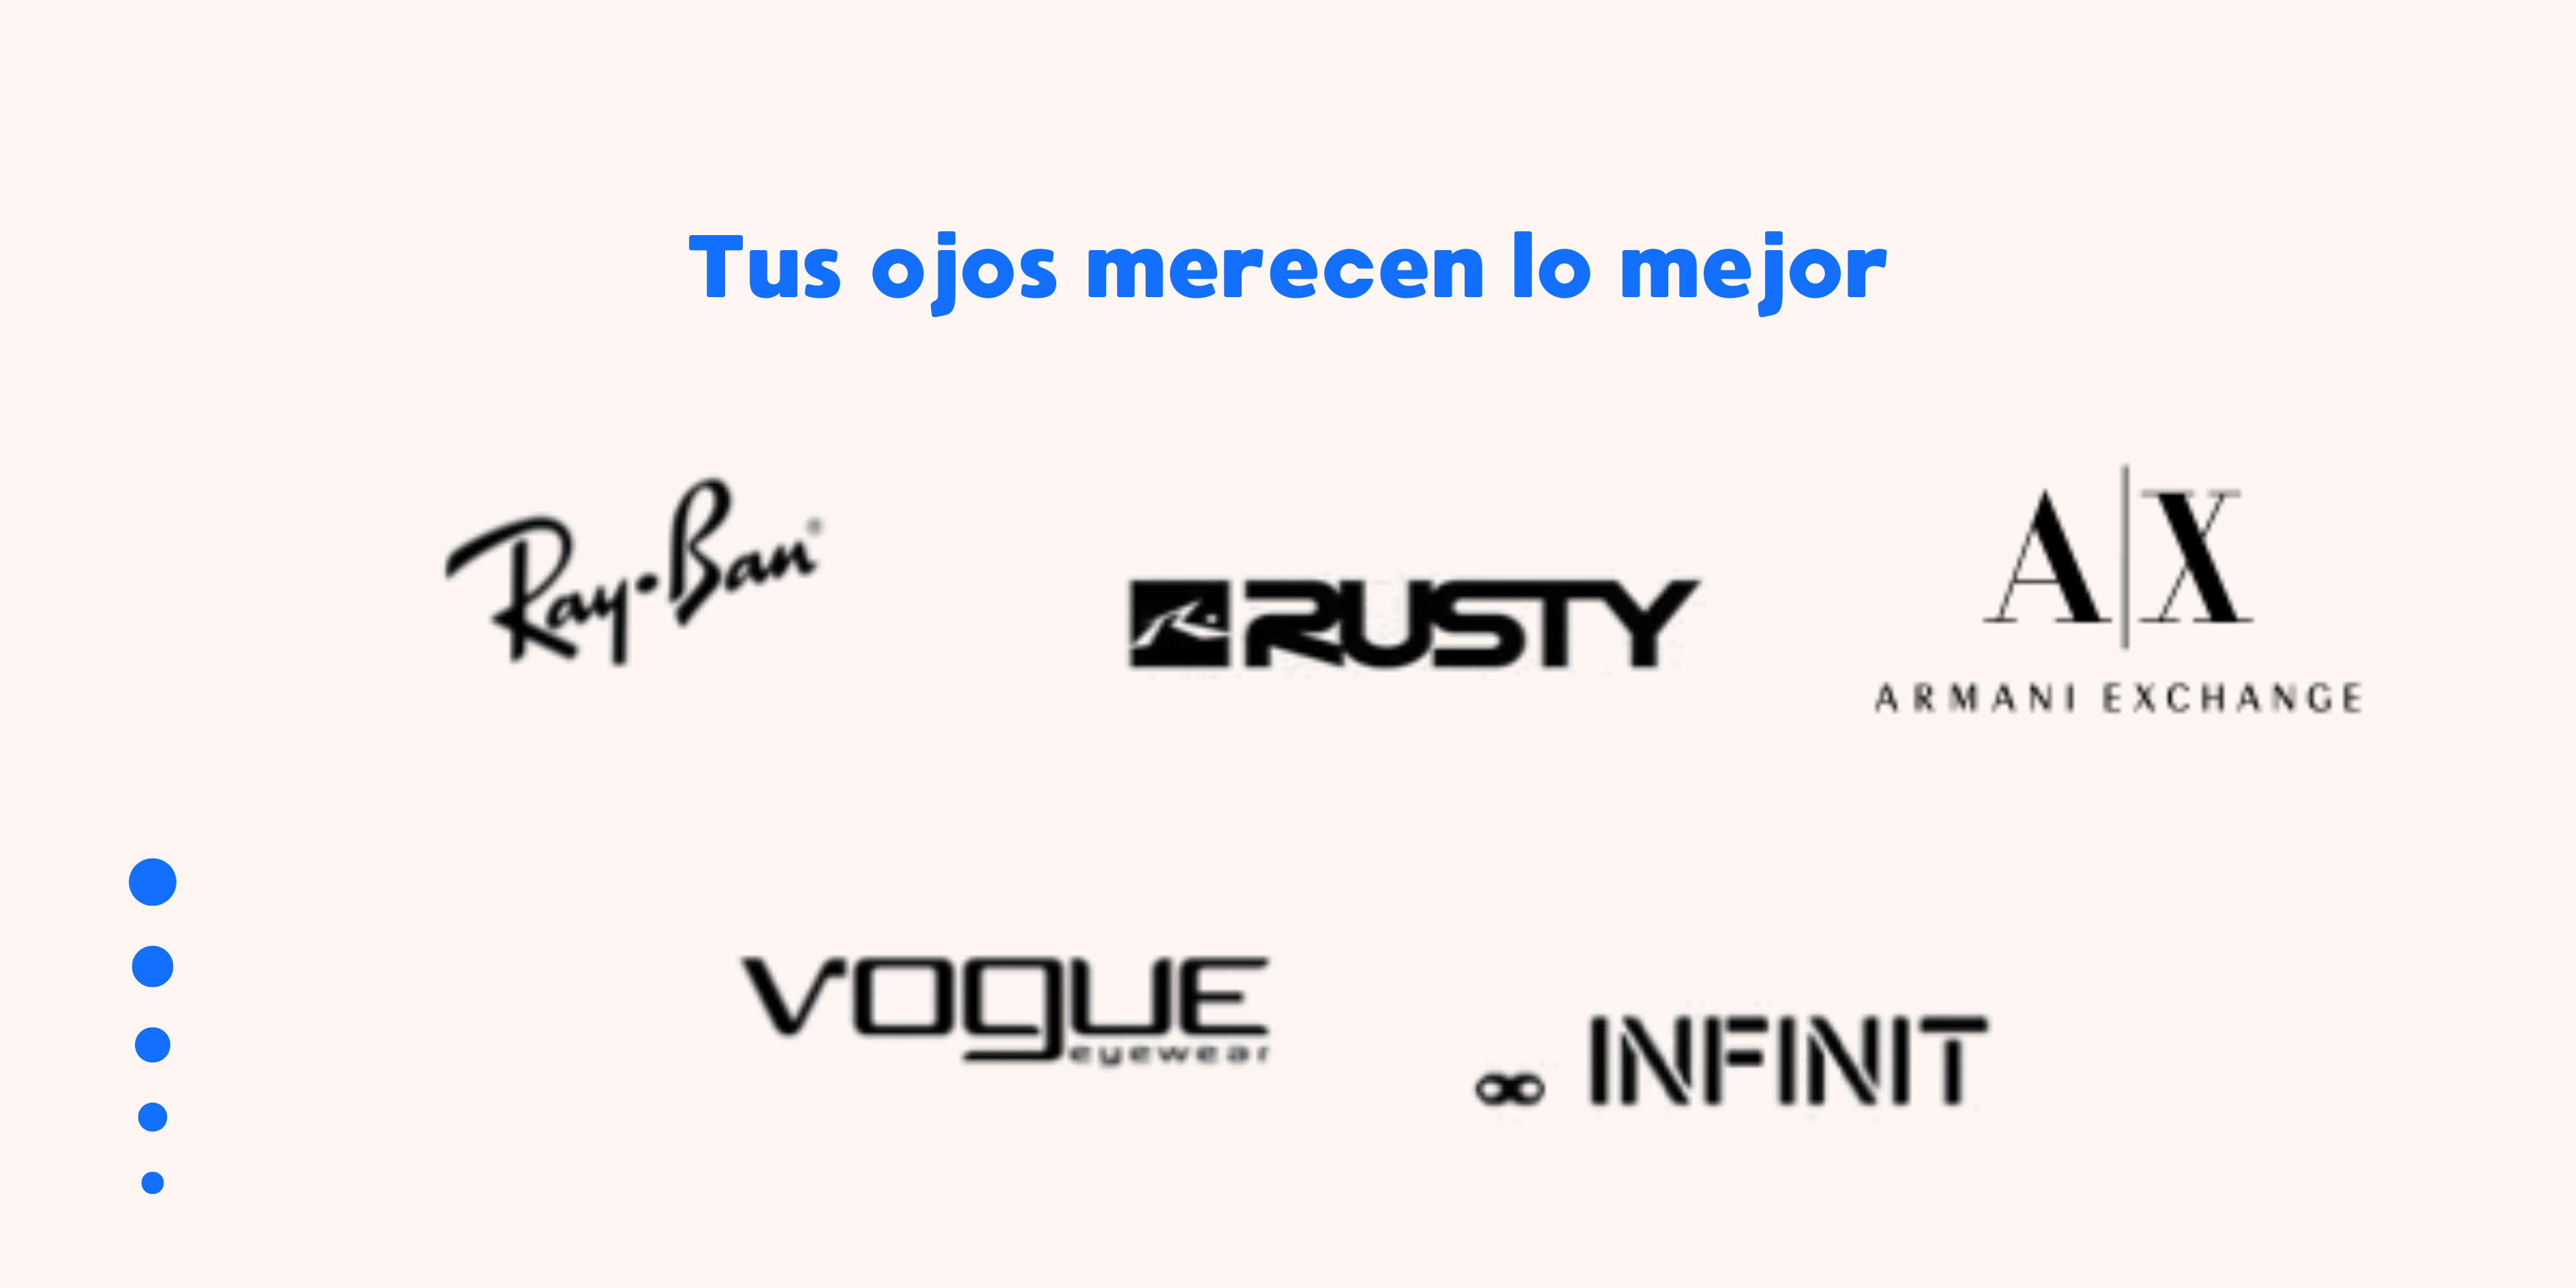 Tus ojos merecen lo mejor
Ray-Ban
RUSTY
A|X
ARMANI EXCHANGE
VOgUE
eyewear
INFINIT